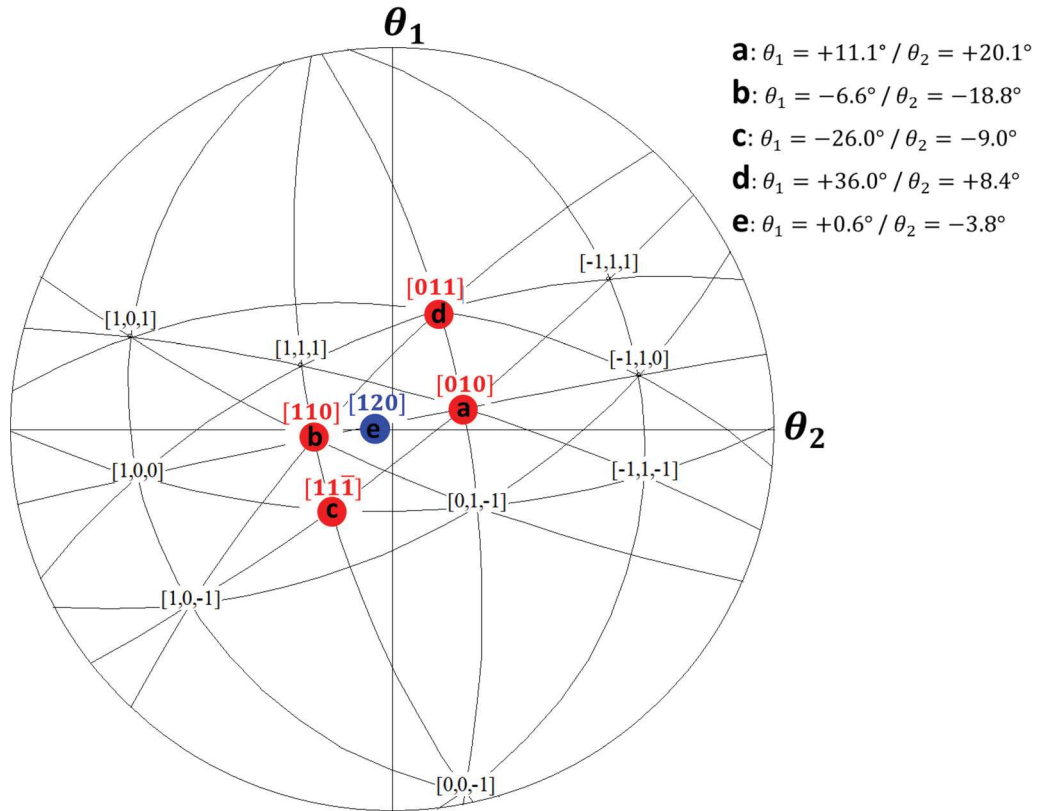 θ₁
a: θ₁ = +11.1° / θ₂ = +20.1°
b: θ₁ = −6.6° / θ₂ = −18.8°
c: θ₁ = −26.0° / θ₂ = −9.0°
d: θ₁ = +36.0° / θ₂ = +8.4°
e: θ₁ = +0.6° / θ₂ = −3.8°
[-1,1,1]
[011]
d
[1,0,1]
[1,1,1]
[-1,1,0]
[010]
a
[120]
e
[110]
b
θ₂
[1,0,0]
[-1,1,-1]
[111̅]
c
[0,1,-1]
[1,0,-1]
[0,0,-1]